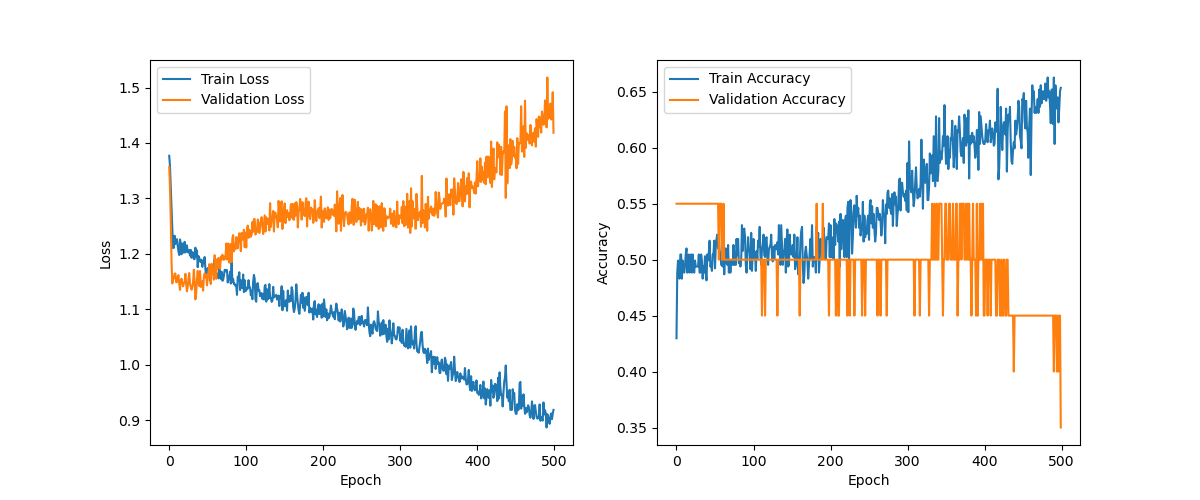 Train Loss
Validation Loss
1.5
1.4
1.3
1.2
1.1
1.0
0.9
Loss
0 100 200 300 400 500
Epoch
Train Accuracy
Validation Accuracy
0.65
0.60
0.55
0.50
0.45
0.40
0.35
Accuracy
0 100 200 300 400 500
Epoch